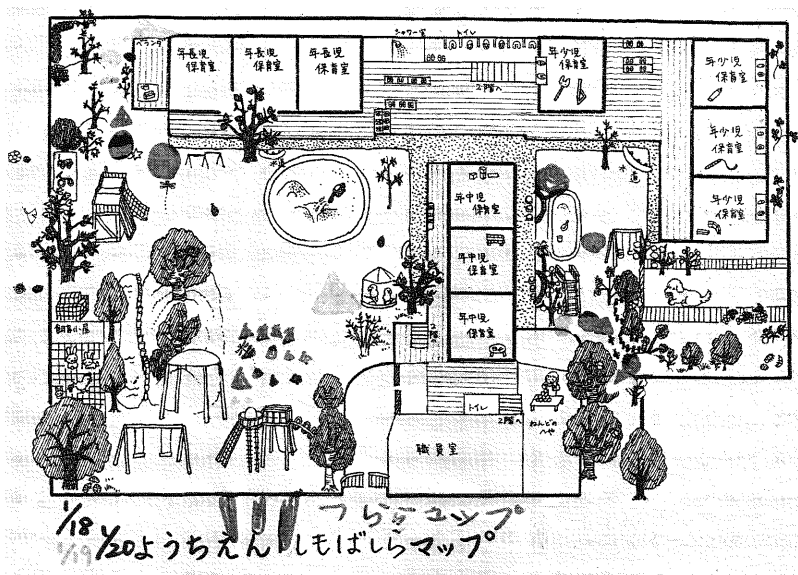 シャワー室
トイレ
ベランダ
年長児
保育室
年長児
保育室
年長児
保育室
年少児
保育室
年少児
保育室
2階へ
年少児
保育室
水道
水道
年中児
保育室
年少児
保育室
年中児
保育室
飼育小屋
年中児
保育室
2階へ
トイレ
2階へ
ねんどの
へや
職員室
つららマップ
1/18
1/19
1/20ようちえんしもばしらマップ